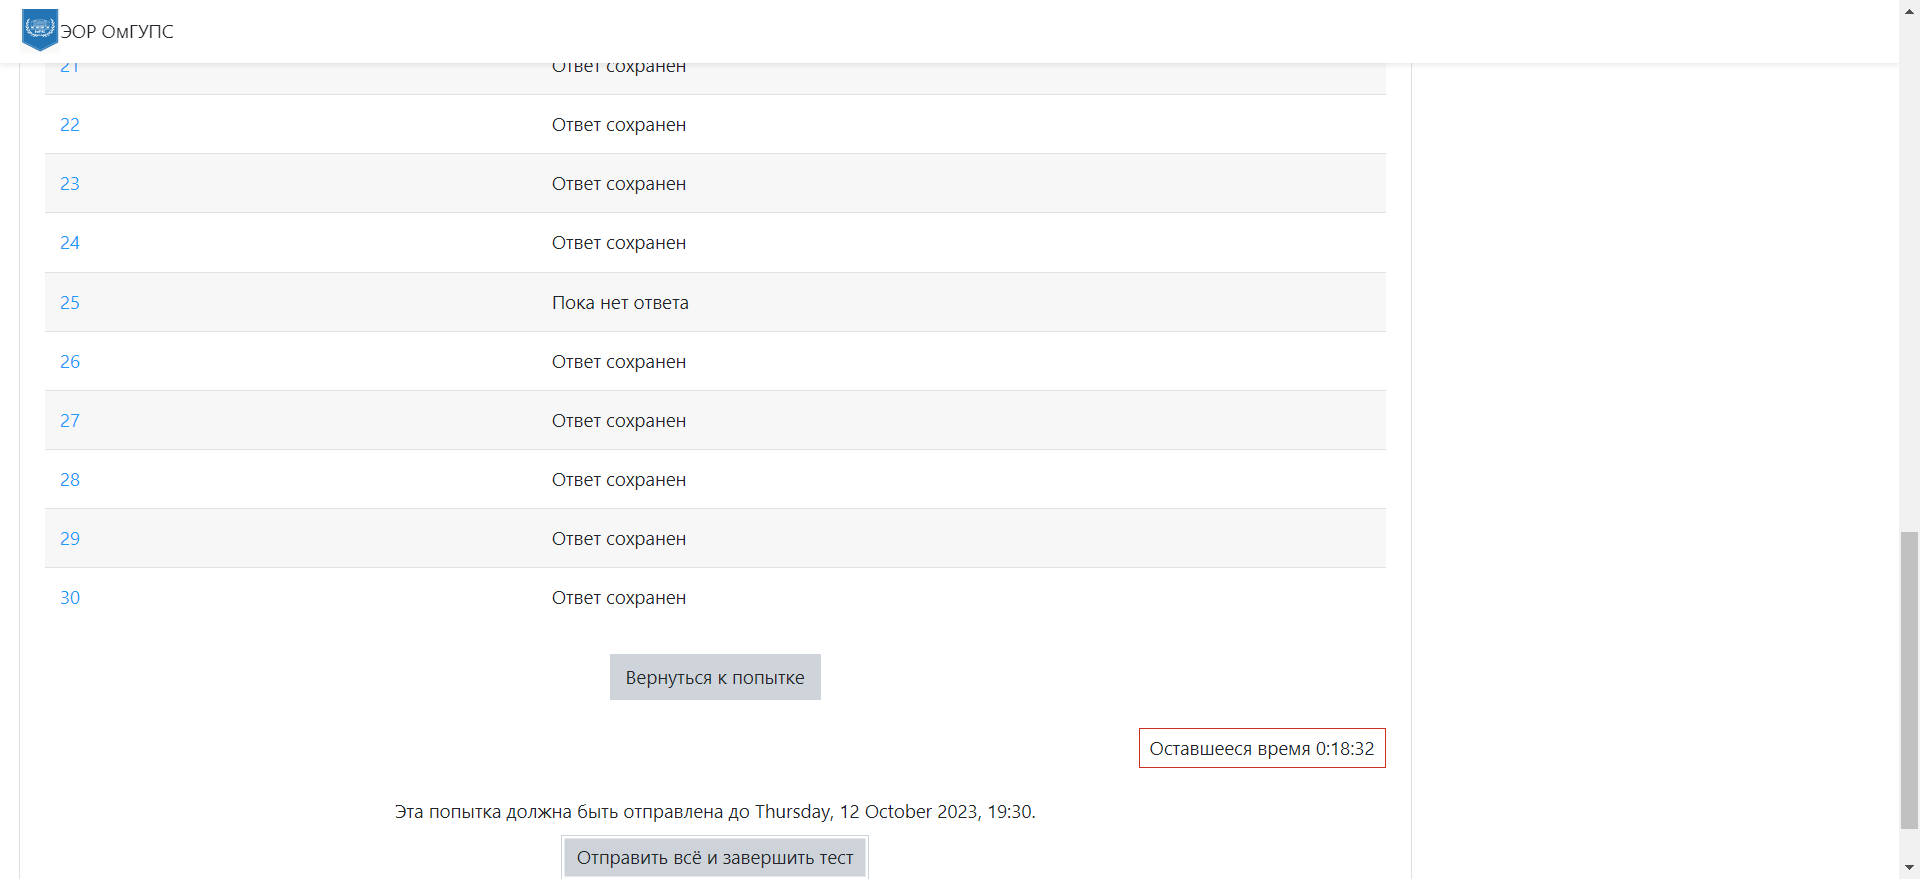 ЭОР ОмГУПС
21 Ответ сохранен
22 Ответ сохранен
23 Ответ сохранен
24 Ответ сохранен
25 Пока нет ответа
26 Ответ сохранен
27 Ответ сохранен
28 Ответ сохранен
29 Ответ сохранен
30 Ответ сохранен
Вернуться к попытке
Оставшееся время 0:18:32
Эта попытка должна быть отправлена до Thursday, 12 October 2023, 19:30.
Отправить всё и завершить тест